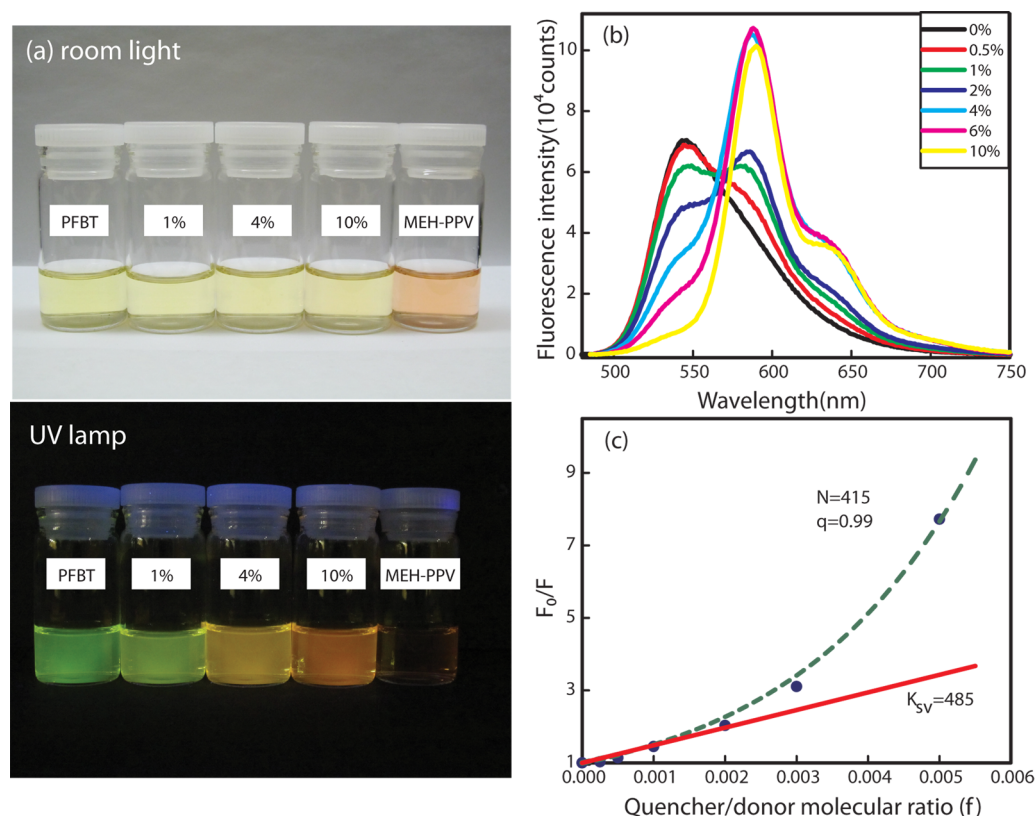 (a) room light
PFBT 1% 4% 10% MEH-PPV
UV lamp
PFBT 1% 4% 10% MEH-PPV
(b)
0%
0.5%
1%
2%
4%
6%
10%
Fluorescence intensity(10⁴counts)
10
8
6
4
2
0
500 550 600 650 700 750
Wavelength(nm)
(c)
N=415
q=0.99
K_SV=485
F₀/F
9
7
5
3
1
0.000 0.001 0.002 0.003 0.004 0.005 0.006
Quencher/donor molecular ratio (f)